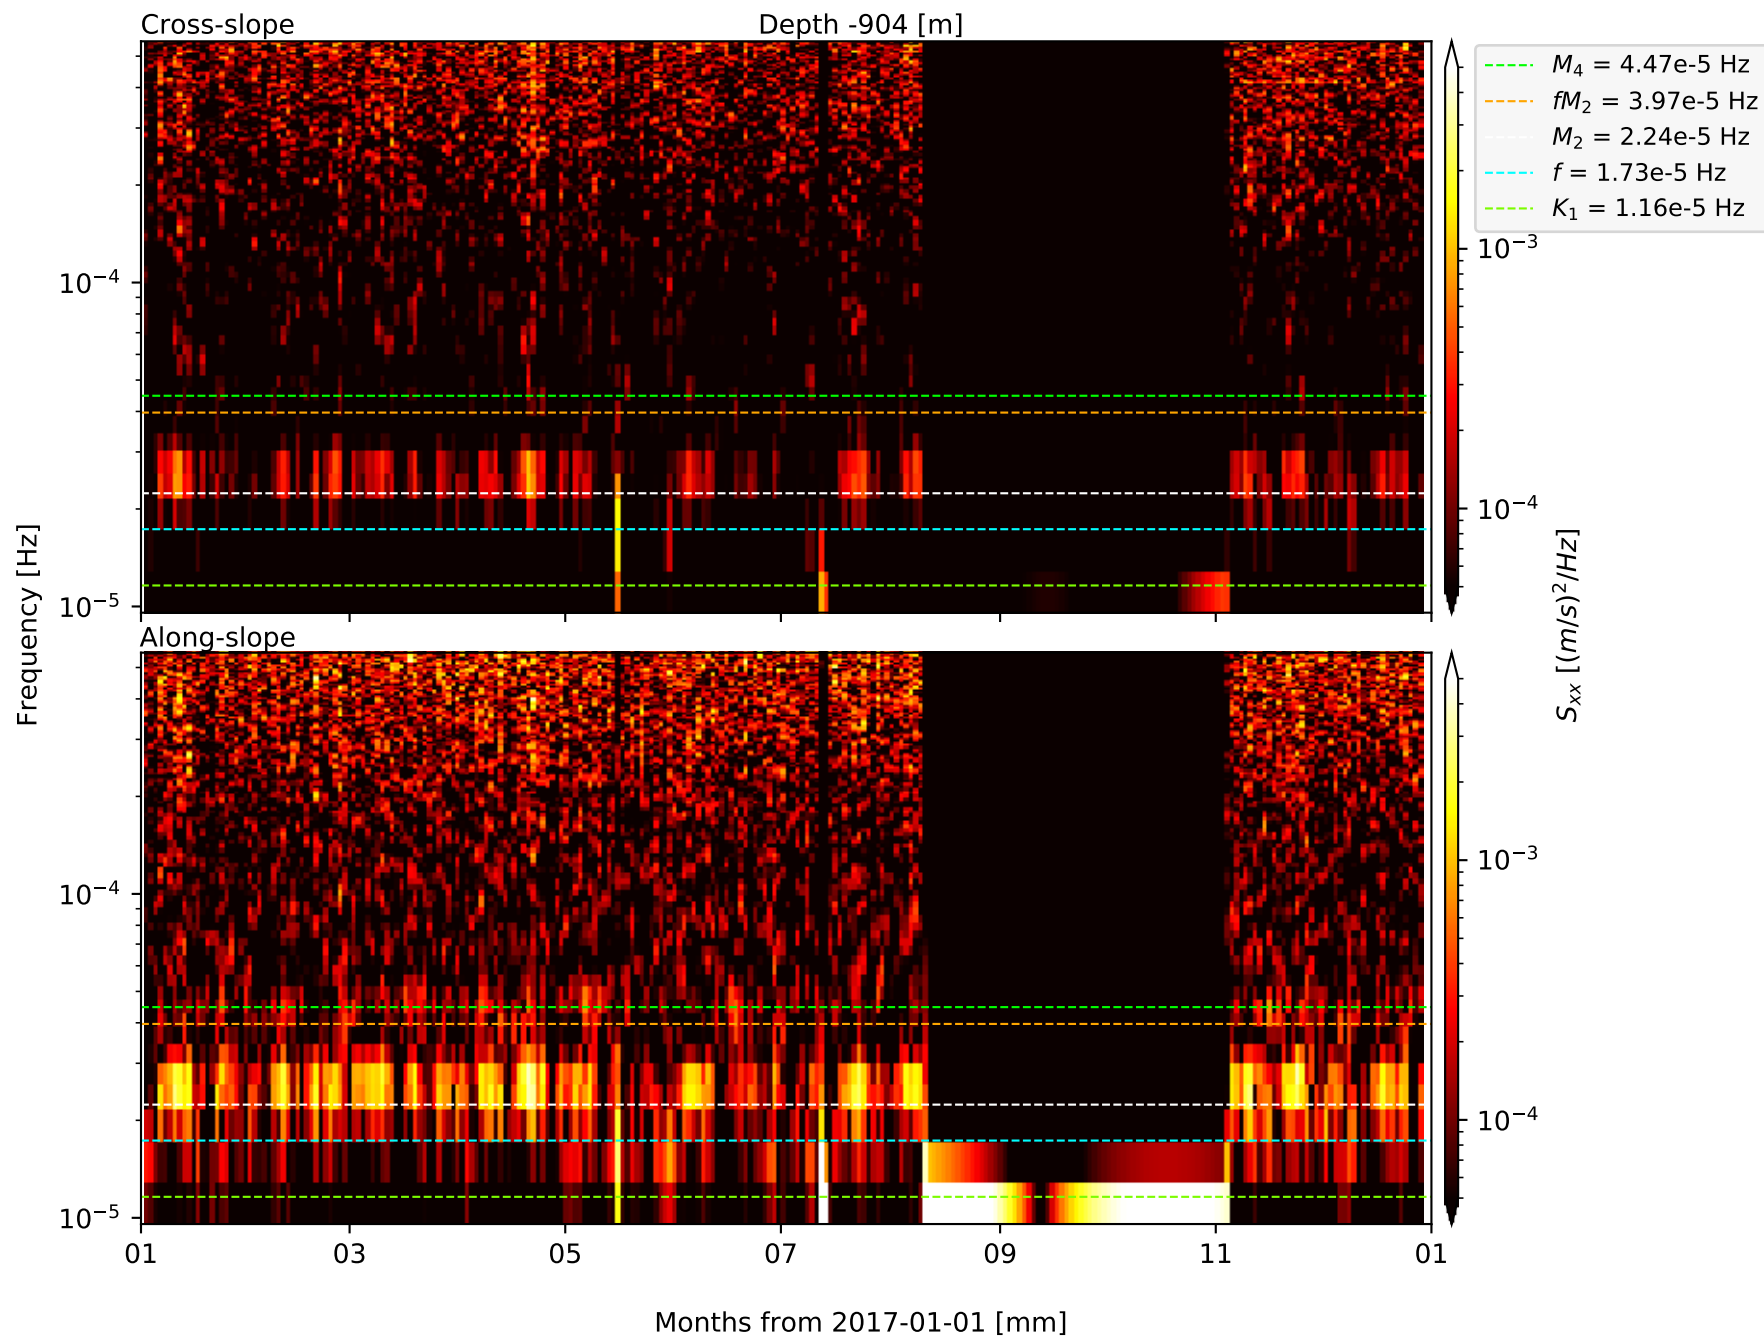 Cross-slope
Depth -904 [m]
M₄ = 4.47e-5 Hz
fM₂ = 3.97e-5 Hz
M₂ = 2.24e-5 Hz
f = 1.73e-5 Hz
K₁ = 1.16e-5 Hz
10⁻³
10⁻⁴
10⁻⁴
10⁻⁵
Along-slope
Frequency [Hz]
Sₓₓ [(m/s)²/Hz]
10⁻³
10⁻⁴
10⁻⁴
10⁻⁵
01 03 05 07 09 11 01
Months from 2017-01-01 [mm]